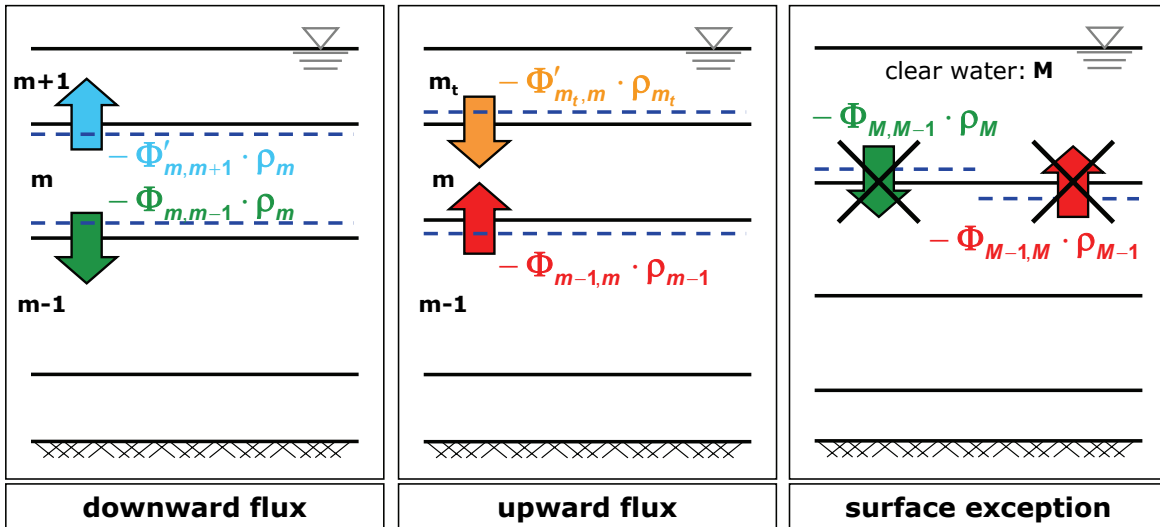 m+1
− Φ′m,m+1 · ρm
m
− Φm,m−1 · ρm
m-1
downward flux
mt
− Φ′mt,m · ρmt
m
− Φm−1,m · ρm−1
m-1
upward flux
clear water: M
− ΦM,M−1 · ρM
− ΦM−1,M · ρM−1
surface exception